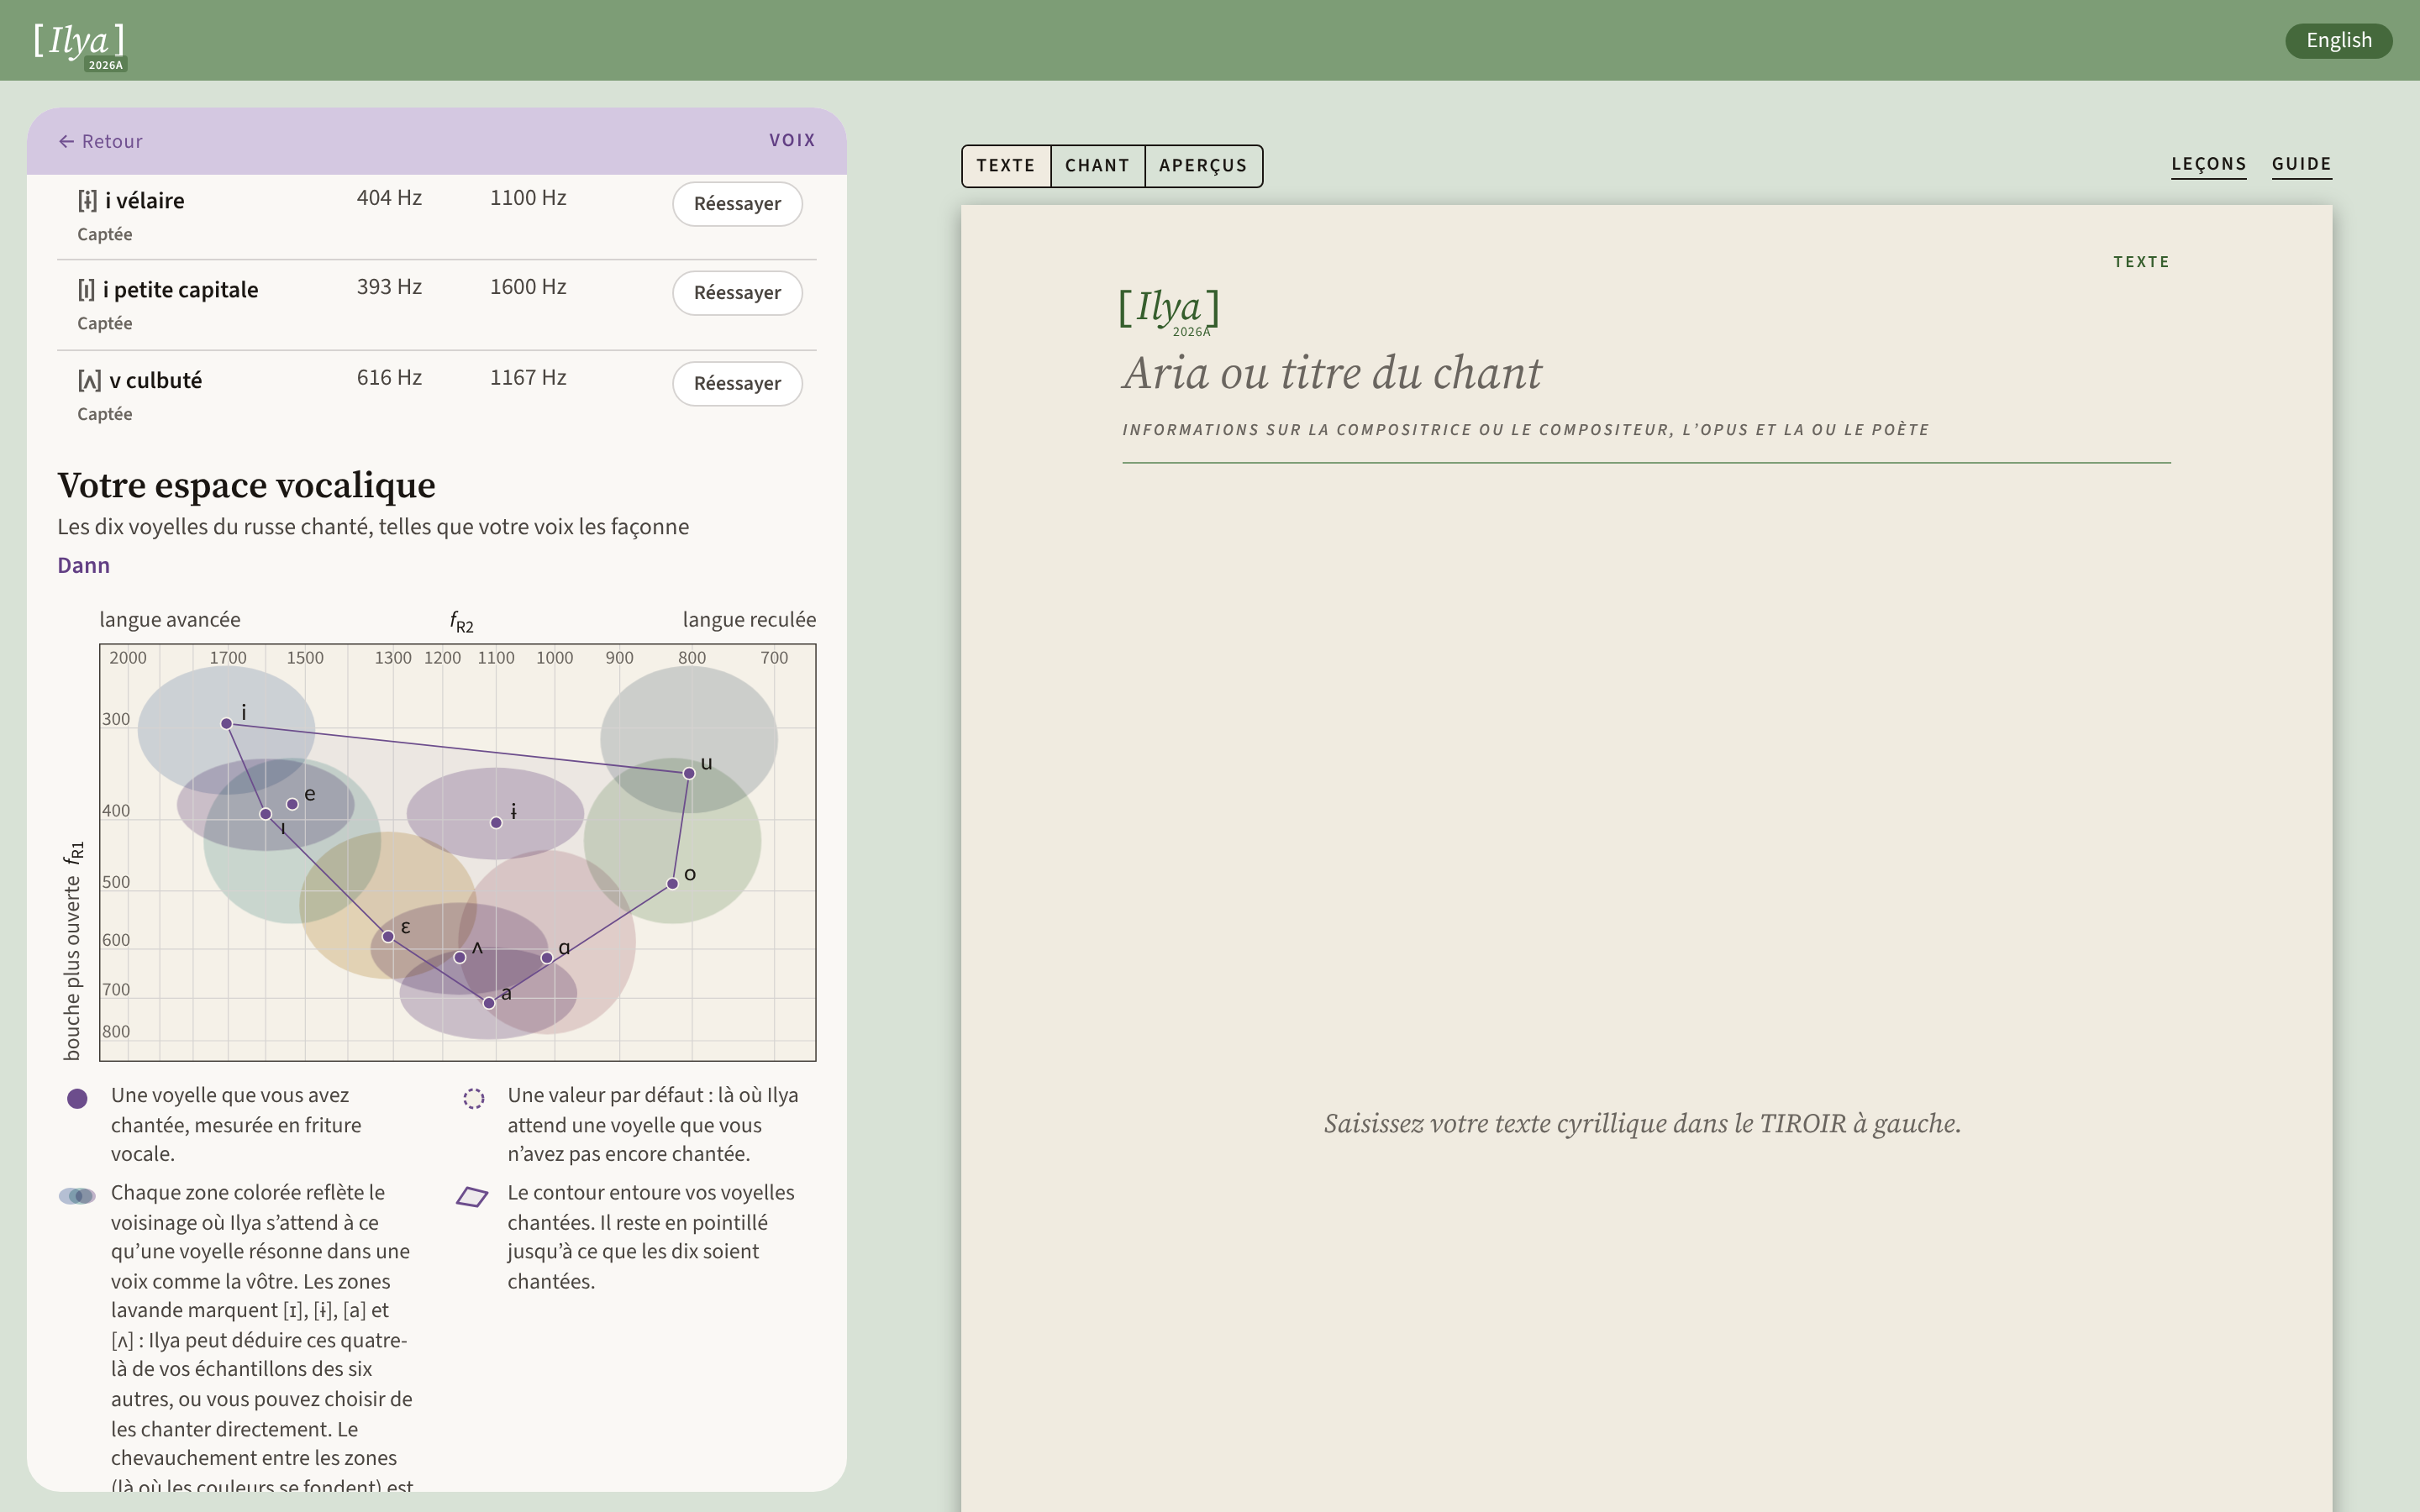 [Ilya]
2026A
English
← Retour
VOIX
[ɨ] i vélaire
404 Hz
1100 Hz
Réessayer
Captée
[ɪ] i petite capitale
393 Hz
1600 Hz
Réessayer
Captée
[ʌ] v culbuté
616 Hz
1167 Hz
Réessayer
Captée
Votre espace vocalique
Les dix voyelles du russe chanté, telles que votre voix les façonne
Dann
langue avancée
fR2
langue reculée
2000 1700 1500 1300 1200 1100 1000 900 800 700
300
400
500
600
700
800
i
u
e
ɪ
ɨ
o
ɛ
ʌ
ɑ
a
bouche plus ouverte fR1
Une voyelle que vous avez
chantée, mesurée en friture
vocale.
Une valeur par défaut : là où Ilya
attend une voyelle que vous
n’avez pas encore chantée.
Chaque zone colorée reflète le
voisinage où Ilya s’attend à ce
qu’une voyelle résonne dans une
voix comme la vôtre. Les zones
lavande marquent [ɪ], [ɨ], [a] et
[ʌ] : Ilya peut déduire ces quatre-
là de vos échantillons des six
autres, ou vous pouvez choisir de
les chanter directement. Le
chevauchement entre les zones
(là où les couleurs se fondent) est
Le contour entoure vos voyelles
chantées. Il reste en pointillé
jusqu’à ce que les dix soient
chantées.
TEXTE CHANT APERÇUS
LEÇONS GUIDE
TEXTE
[Ilya]
2026A
Aria ou titre du chant
INFORMATIONS SUR LA COMPOSITRICE OU LE COMPOSITEUR, L’OPUS ET LA OU LE POÈTE
Saisissez votre texte cyrillique dans le TIROIR à gauche.